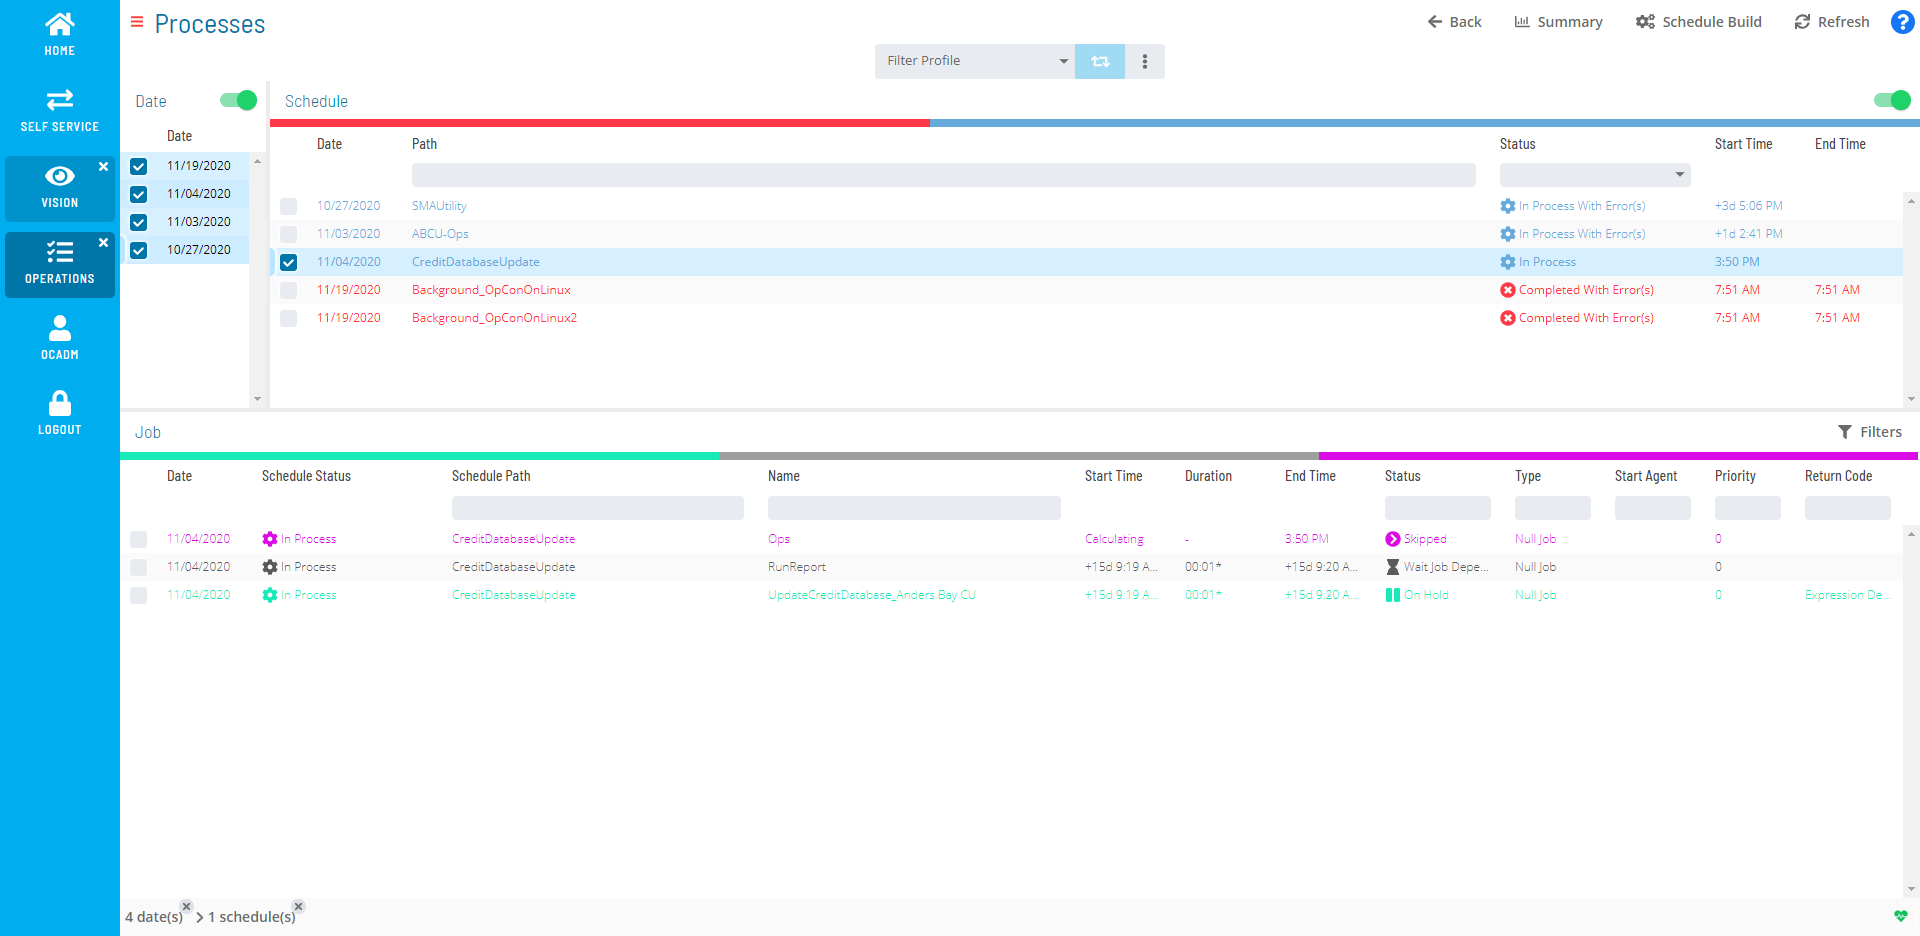 HOME
SELF SERVICE
VISION
OPERATIONS
OCADM
LOGOUT
Processes
Back Summary Schedule Build Refresh ?
Filter Profile
Date
Date
11/19/2020
11/04/2020
11/03/2020
10/27/2020
Schedule
Date Path Status Start Time End Time
10/27/2020 SMAUtility In Process With Error(s) +3d 5:06 PM
11/03/2020 ABCU-Ops In Process With Error(s) +1d 2:41 PM
11/04/2020 CreditDatabaseUpdate In Process 3:50 PM
11/19/2020 Background_OpConOnLinux Completed With Error(s) 7:51 AM 7:51 AM
11/19/2020 Background_OpConOnLinux2 Completed With Error(s) 7:51 AM 7:51 AM
Job Filters
Date Schedule Status Schedule Path Name Start Time Duration End Time Status Type Start Agent Priority Return Code
11/04/2020 In Process CreditDatabaseUpdate Ops Calculating - 3:50 PM Skipped Null Job 0
11/04/2020 In Process CreditDatabaseUpdate RunReport +15d 9:19 A... 00:01* +15d 9:20 A... Wait Job Depe... Null Job 0
11/04/2020 In Process CreditDatabaseUpdate UpdateCreditDatabase_Anders Bay CU +15d 9:19 A... 00:01* +15d 9:20 A... On Hold Null Job 0 Expression De...
4 date(s) > 1 schedule(s)